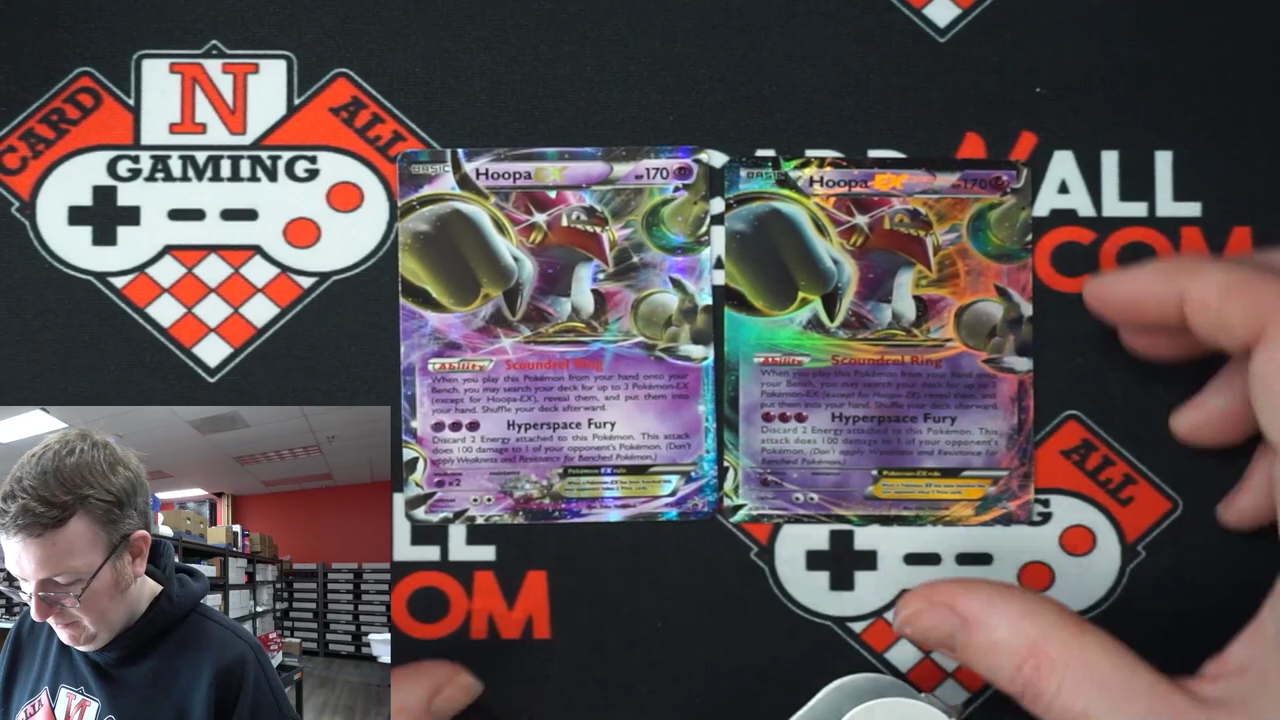 CARD N ALL
GAMING
ALL
COM
BASIC Hoopa EX HP170
Ability Scoundrel Ring
When you play this Pokémon from your hand onto
your Bench, you may search your deck for up to 3 Pokémon-EX
(except for Hoopa-EX), reveal them, and put them into
your hand. Shuffle your deck afterward.
Hyperspace Fury
Discard 2 Energy attached to this Pokémon. This attack
does 100 damage to 1 of your opponent's Pokémon. (Don't
apply Weakness and Resistance for Benched Pokémon.)
x2
Pokémon EX rule
BASIC Hoopa EX HP170
Ability Scoundrel Ring
When you play this Pokémon from your hand onto
your Bench, you may search your deck for up to 3
Pokémon-EX (except for Hoopa-EX), reveal them, and
put them into your hand. Shuffle your deck afterward.
Hyperpsace Fury
Discard 2 Energy attached to this Pokémon. This
attack does 100 damage to 1 of your opponent's
Pokémon. (Don't apply Weakness and Resistance for
Benched Pokémon.)
Pokémon-EX rule
LL
OM
ALL